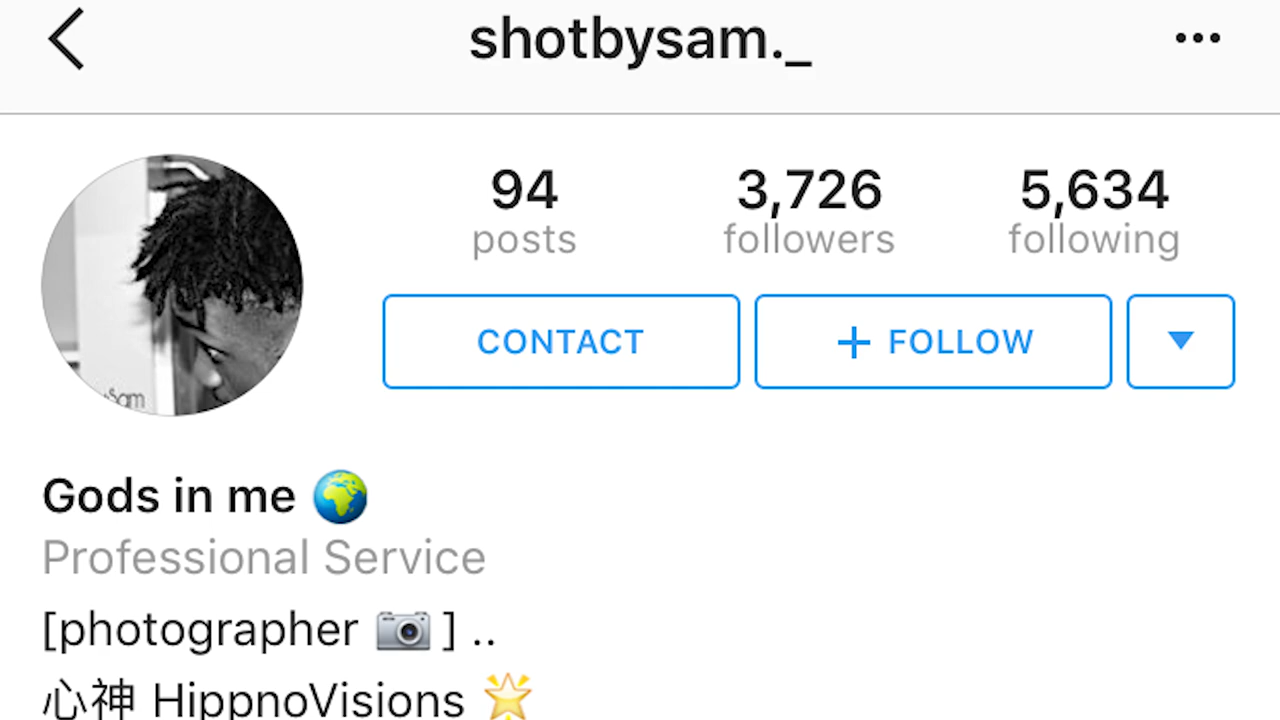 shotbysam._
94 3,726 5,634
posts followers following
CONTACT + FOLLOW
Sam
Gods in me 🌍
Professional Service
[photographer 📷 ] ..
心神 HippnoVisions 🌟